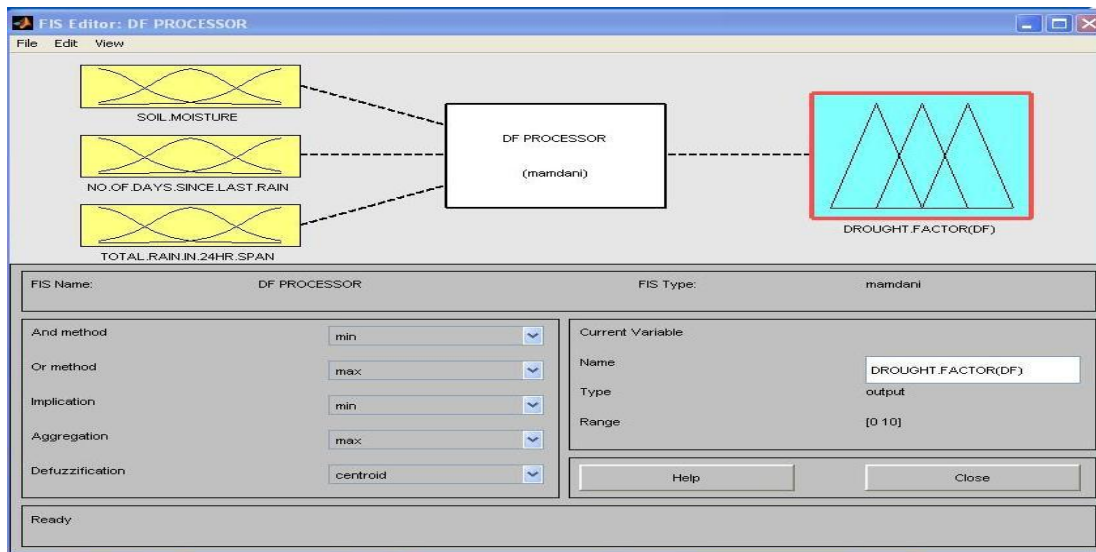 FIS Editor: DF PROCESSOR
File Edit View
SOIL.MOISTURE
NO.OF.DAYS.SINCE.LAST.RAIN
TOTAL.RAIN.IN.24HR.SPAN
DF PROCESSOR
(mamdani)
DROUGHT.FACTOR(DF)
FIS Name: DF PROCESSOR FIS Type: mamdani
And method min
Or method max
Implication min
Aggregation max
Defuzzification centroid
Current Variable
Name DROUGHT.FACTOR(DF)
Type output
Range [0 10]
Help Close
Ready